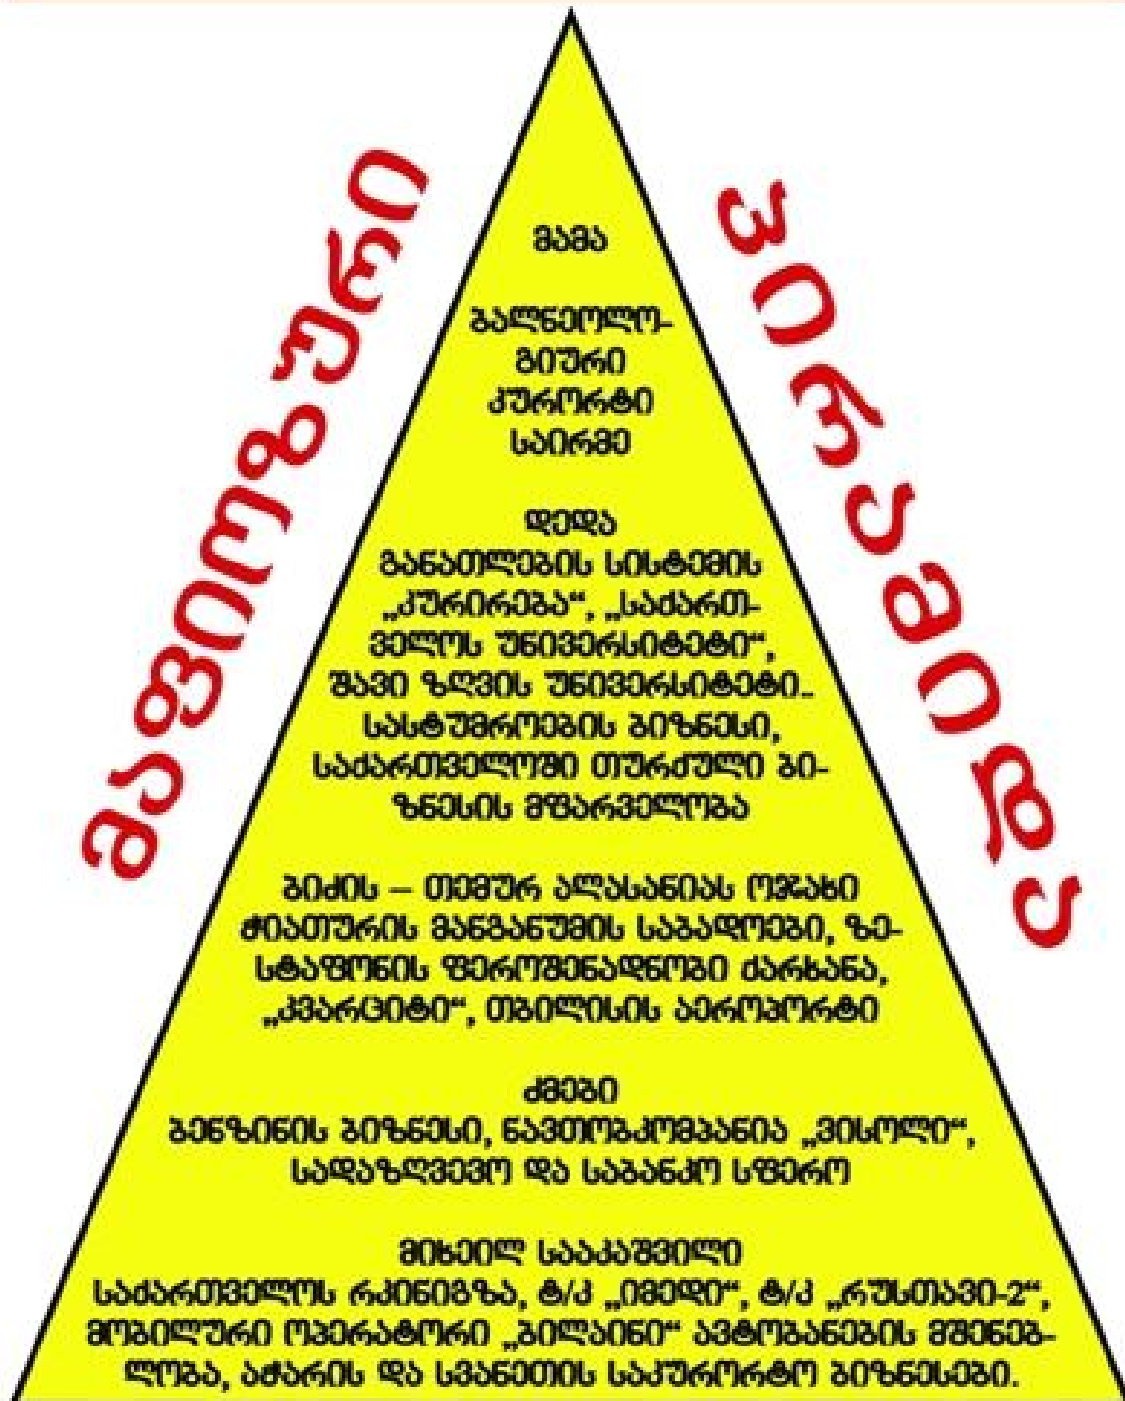 მაფიოზური პირამიდა
მამა
ბალნეოლო-
გიური
კურორტი
საირმე
დედა
განათლების სისტემის
„კურირება“, „საქართ-
ველოს უნივერსიტეტი“,
შავი ზღვის უნივერსიტეტი..
სასტუმროების ბიზნესი,
საქართველოში თურქული ბი-
ზნესის მფარველობა
ბიძის – თემურ ალასანიას ოჯახი
ჭიათურის მანგანუმის საბადოები, ზე-
სტაფონის ფეროშენადნობი ქარხანა,
„კვარციტი“, თბილისის აეროპორტი
ძმები
ბენზინის ბიზნესი, ნავთობკომპანია „ვისოლი“,
სადაზღვევო და საბანკო სფერო
მიხეილ სააკაშვილი
საქართველოს რკინიგზა, ტ/კ „იმედი“, ტ/კ „რუსთავი-2“,
მობილური ოპერატორი „ბილაინი“ ავტობანების მშენებ-
ლობა, აჭარის და სვანეთის საკურორტო ბიზნესები.